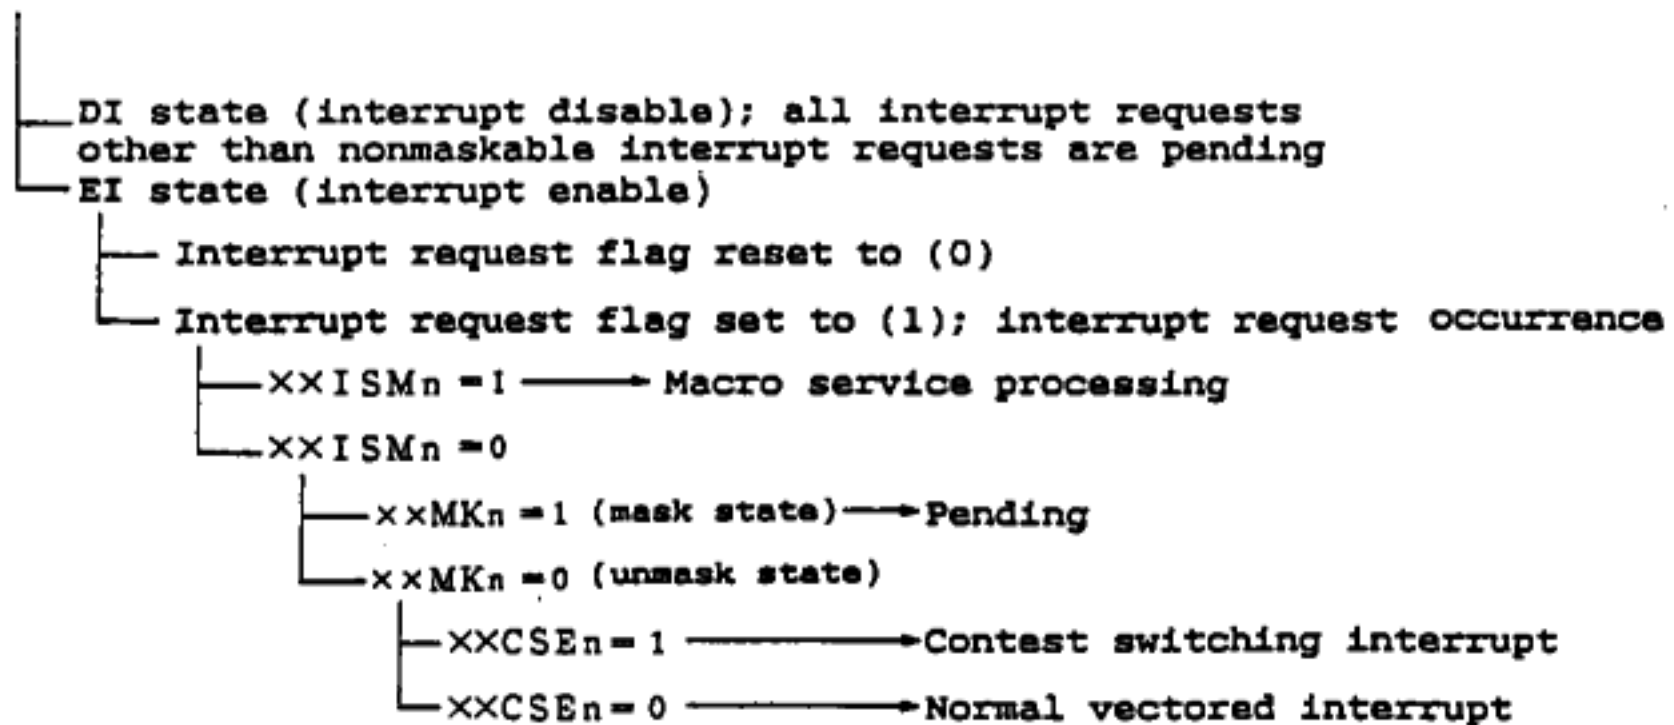 DI state (interrupt disable); all interrupt requests
other than nonmaskable interrupt requests are pending
EI state (interrupt enable)
Interrupt request flag reset to (0)
Interrupt request flag set to (1); interrupt request occurrence
××ISMn=1 Macro service processing
××ISMn=0
××MKn=1 (mask state) Pending
××MKn=0 (unmask state)
××CSEn=1 Contest switching interrupt
××CSEn=0 Normal vectored interrupt